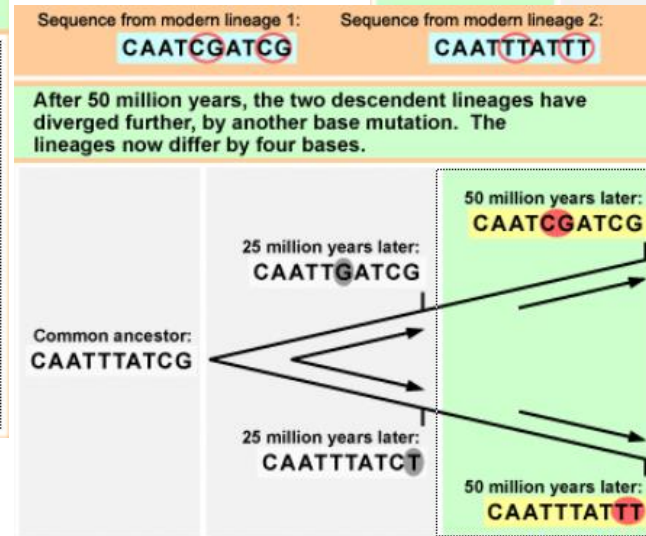 Sequence from modern lineage 1:
CAATCGATCG
Sequence from modern lineage 2:
CAATTTATTT
After 50 million years, the two descendent lineages have
diverged further, by another base mutation. The
lineages now differ by four bases.
50 million years later:
CAATCGATCG
25 million years later:
CAATTGATCG
Common ancestor:
CAATTTATCG
25 million years later:
CAATTTATCT
50 million years later:
CAATTTATTT